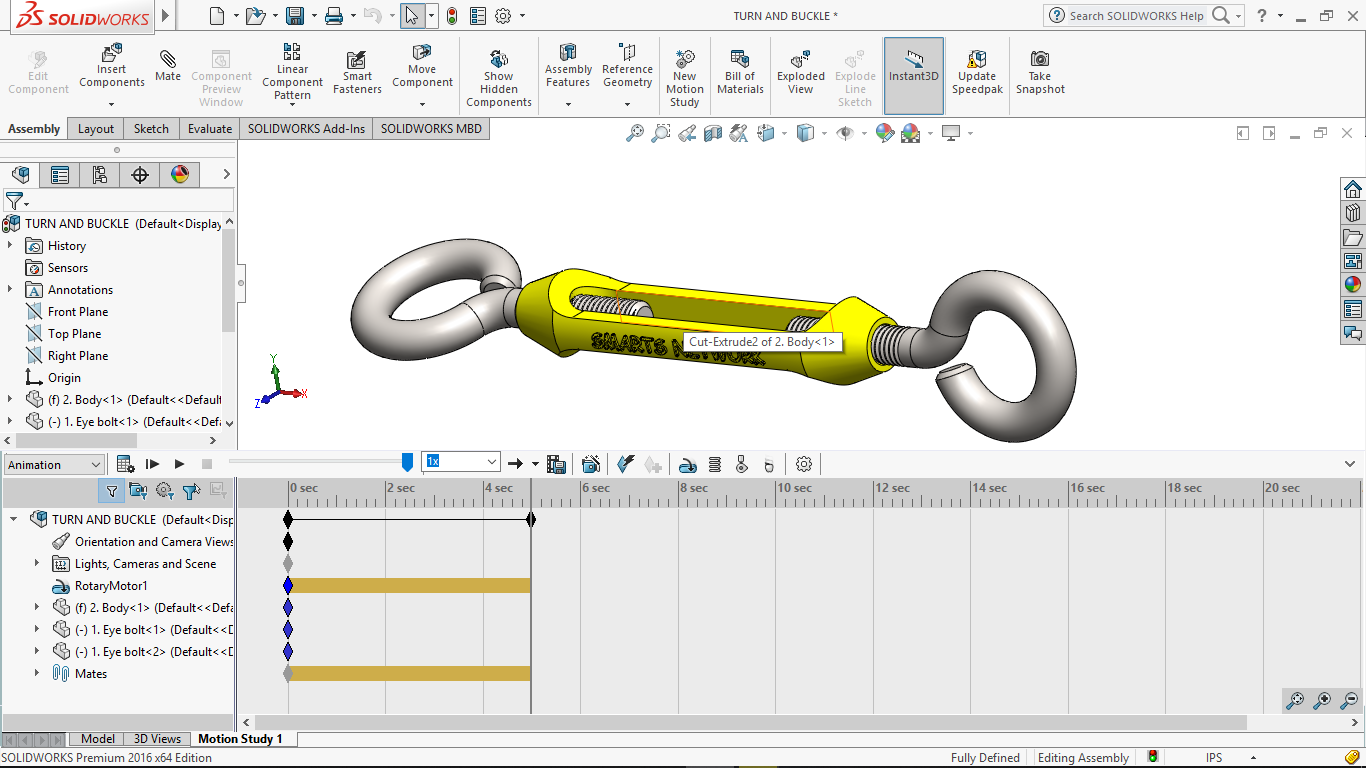 SOLIDWORKS
TURN AND BUCKLE *
Search SOLIDWORKS Help
Edit Component
Insert Components
Mate
Component Preview Window
Linear Component Pattern
Smart Fasteners
Move Component
Show Hidden Components
Assembly Features
Reference Geometry
New Motion Study
Bill of Materials
Exploded View
Explode Line Sketch
Instant3D
Update Speedpak
Take Snapshot
Assembly
Layout
Sketch
Evaluate
SOLIDWORKS Add-Ins
SOLIDWORKS MBD
TURN AND BUCKLE (Default<Display
History
Sensors
Annotations
Front Plane
Top Plane
Right Plane
Origin
(f) 2. Body<1> (Default<<Default
(-) 1. Eye bolt<1> (Default<<Defa
SMARTS NETWORK
Cut-Extrude2 of 2. Body<1>
Y
X
Z
Animation
1x
0 sec
2 sec
4 sec
6 sec
8 sec
10 sec
12 sec
14 sec
16 sec
18 sec
20 sec
TURN AND BUCKLE (Default<Disp
Orientation and Camera Views
Lights, Cameras and Scene
RotaryMotor1
(f) 2. Body<1> (Default<<Defa
(-) 1. Eye bolt<1> (Default<<D
(-) 1. Eye bolt<2> (Default<<D
Mates
Model
3D Views
Motion Study 1
SOLIDWORKS Premium 2016 x64 Edition
Fully Defined
Editing Assembly
IPS